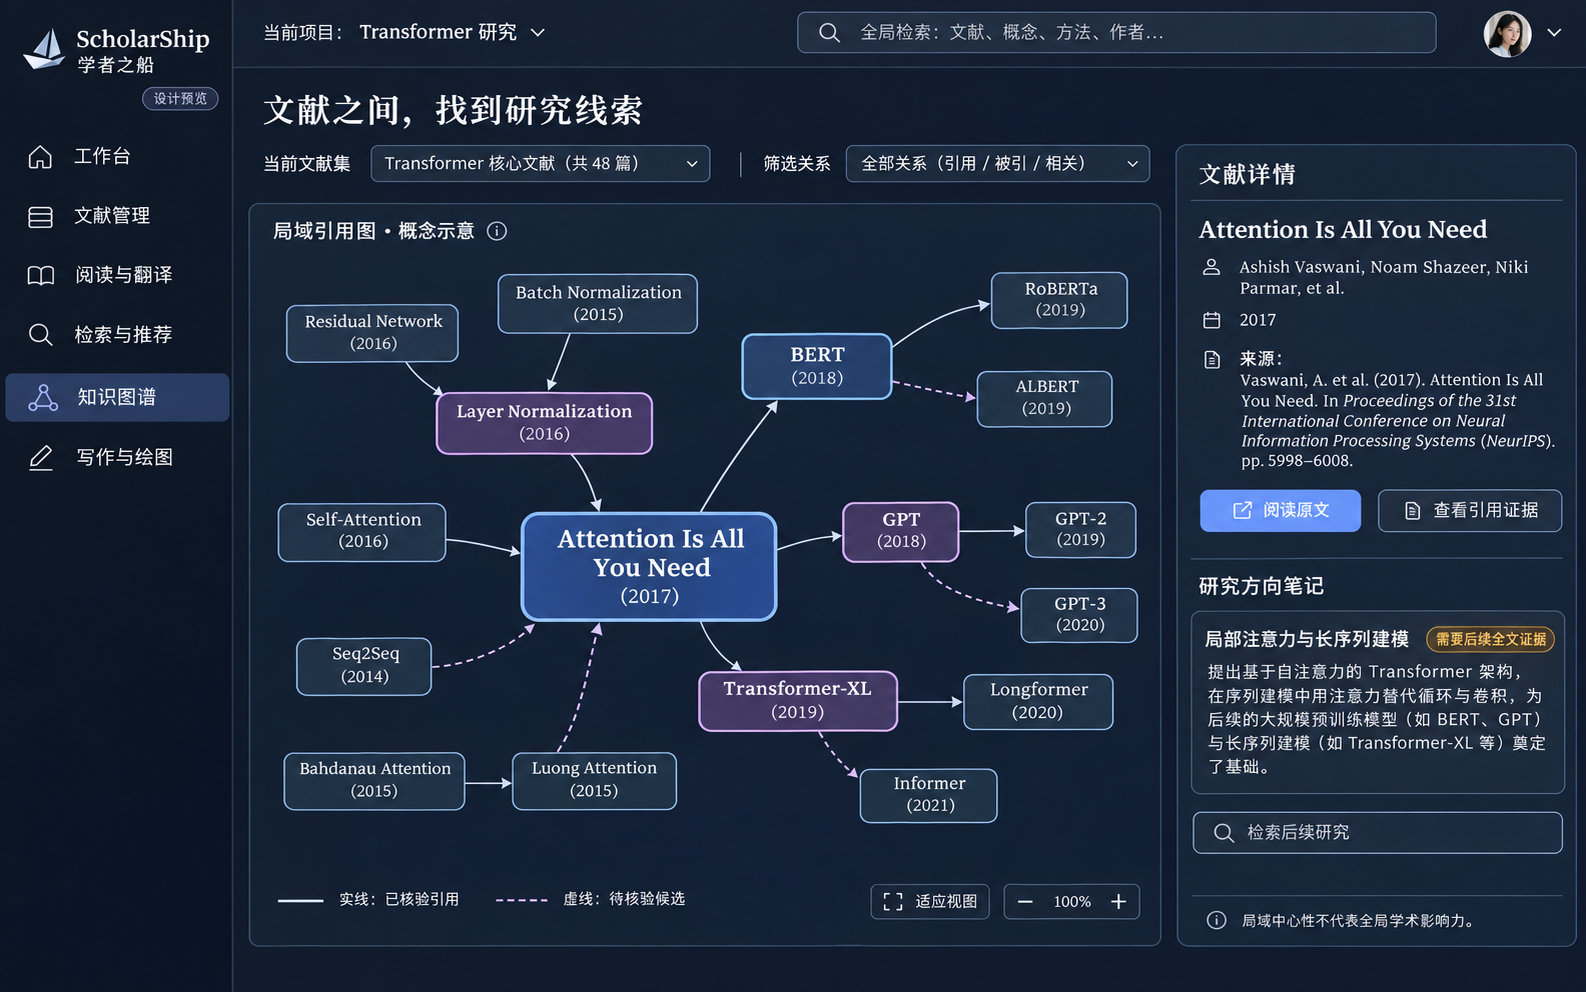 ScholarShip
学者之船
设计预览
工作台
文献管理
阅读与翻译
检索与推荐
知识图谱
写作与绘图
当前项目： Transformer 研究
全局检索：文献、概念、方法、作者...
文献之间，找到研究线索
当前文献集
Transformer 核心文献（共 48 篇）
筛选关系
全部关系（引用 / 被引 / 相关）
局域引用图・概念示意
Residual Network
(2016)
Batch Normalization
(2015)
Layer Normalization
(2016)
BERT
(2018)
RoBERTa
(2019)
ALBERT
(2019)
Self-Attention
(2016)
Attention Is All
You Need
(2017)
GPT
(2018)
GPT-2
(2019)
GPT-3
(2020)
Seq2Seq
(2014)
Transformer-XL
(2019)
Longformer
(2020)
Bahdanau Attention
(2015)
Luong Attention
(2015)
Informer
(2021)
实线：已核验引用
虚线：待核验候选
适应视图
100%
文献详情
Attention Is All You Need
Ashish Vaswani, Noam Shazeer, Niki
Parmar, et al.
2017
来源：
Vaswani, A. et al. (2017). Attention Is All
You Need. In Proceedings of the 31st
International Conference on Neural
Information Processing Systems (NeurIPS).
pp. 5998–6008.
阅读原文
查看引用证据
研究方向笔记
局部注意力与长序列建模
需要后续全文证据
提出基于自注意力的 Transformer 架构，
在序列建模中用注意力替代循环与卷积，为
后续的大规模预训练模型（如 BERT、GPT）
与长序列建模（如 Transformer-XL 等）奠定
了基础。
检索后续研究
局域中心性不代表全局学术影响力。